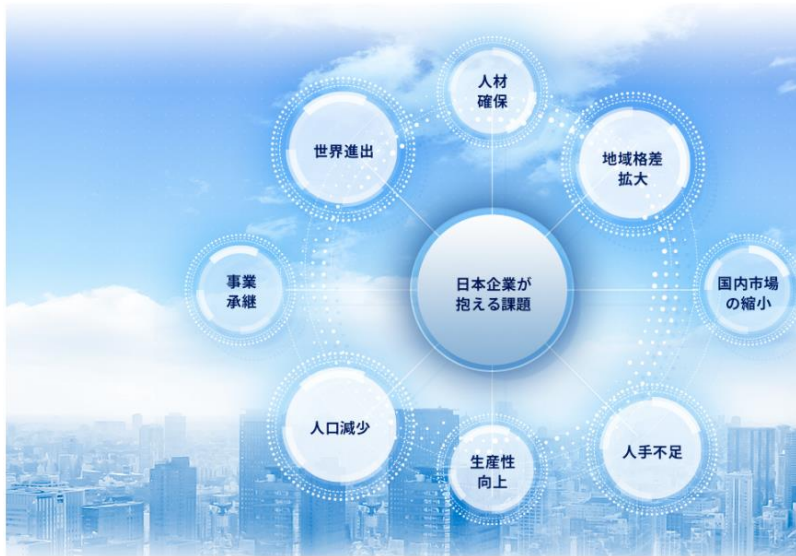 人材
確保
世界進出
地域格差
拡大
事業
承継
日本企業が
抱える課題
国内市場
の縮小
人口減少
生産性
向上
人手不足